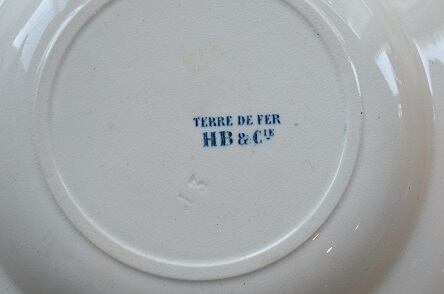 TERRE DE FER
HB & CIE